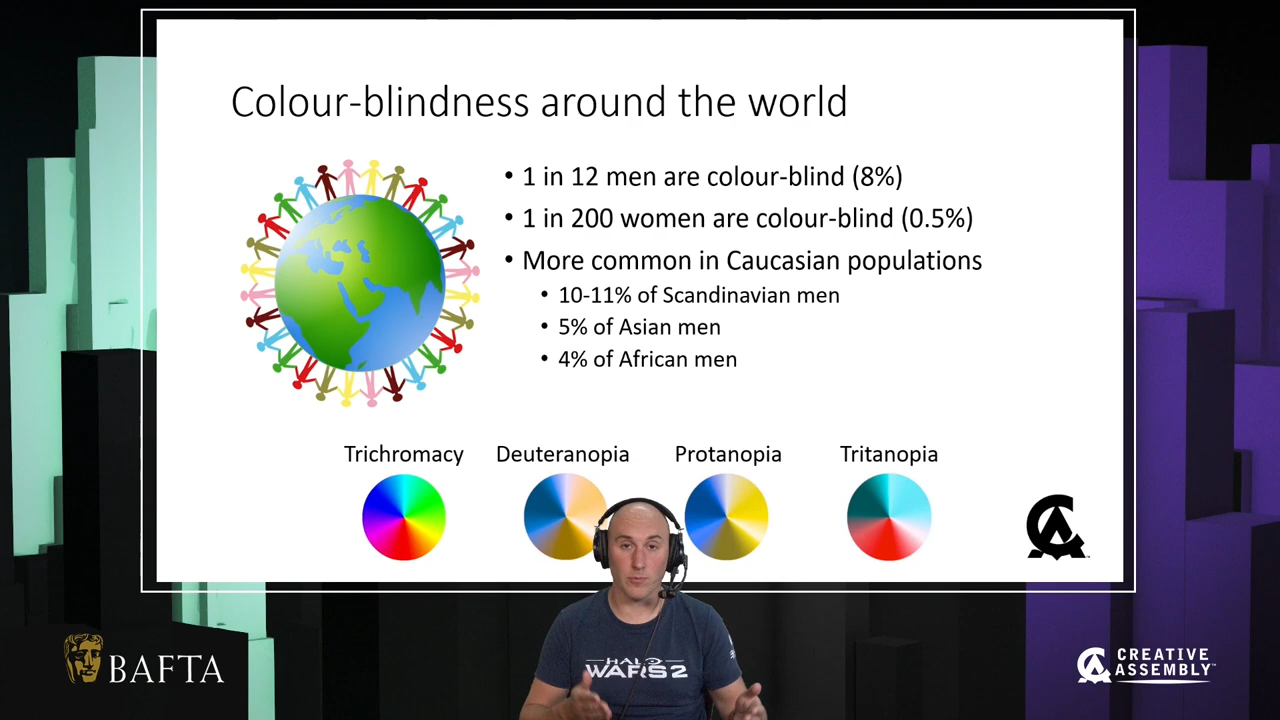 Colour-blindness around the world
• 1 in 12 men are colour-blind (8%)
• 1 in 200 women are colour-blind (0.5%)
• More common in Caucasian populations
• 10-11% of Scandinavian men
• 5% of Asian men
• 4% of African men
Trichromacy Deuteranopia Protanopia Tritanopia
HALO
WARS 2
BAFTA
CREATIVE
ASSEMBLY™